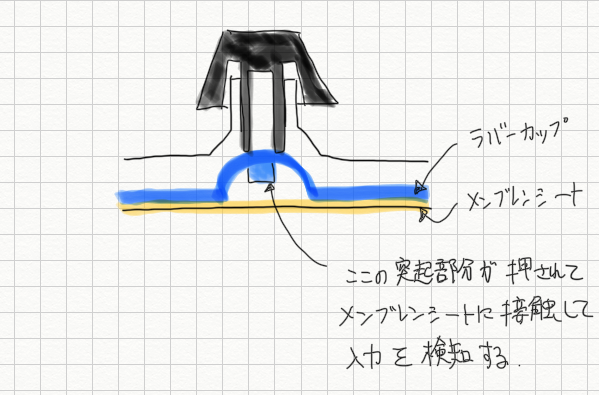 ラバーカップ
メンブレンシート
ここの突起部分が押されて
メンブレンシートに接触して
入力を検知する.